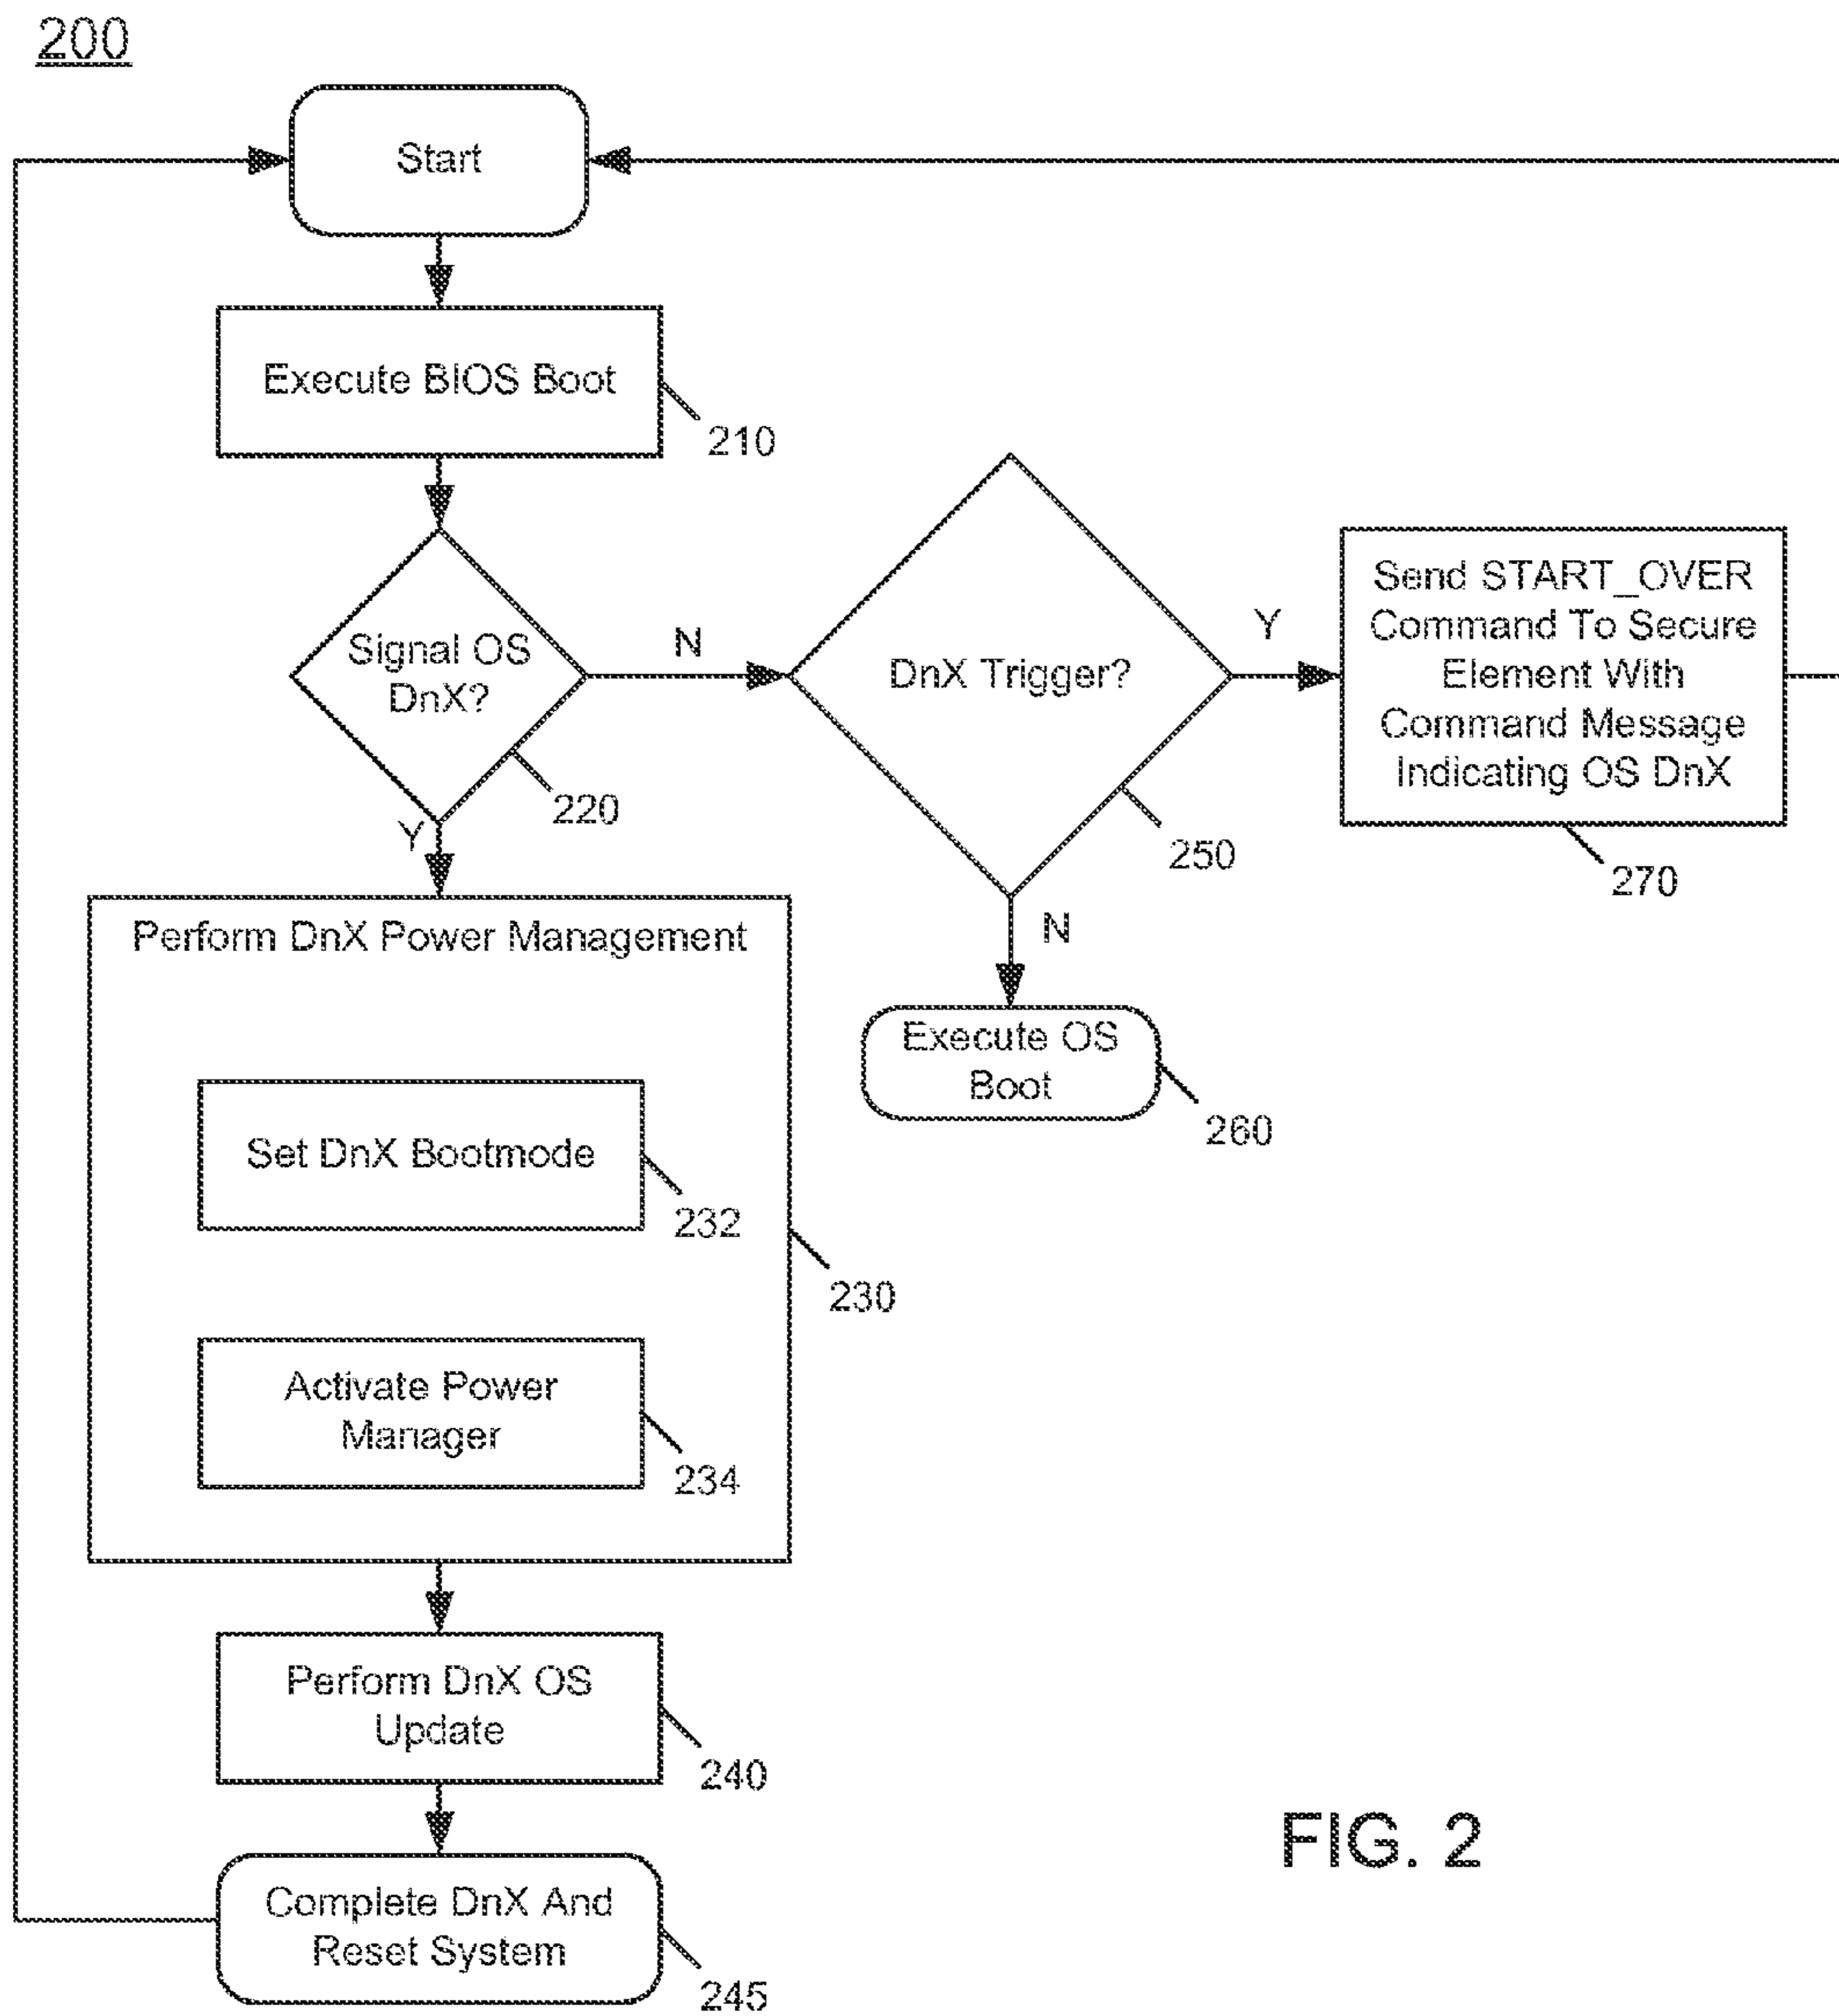 200
Start
Execute BIOS Boot
210
Signal OS
DnX?
220
N
Y
DnX Trigger?
250
Y
N
Send START_OVER
Command To Secure
Element With
Command Message
Indicating OS DnX
270
Execute OS
Boot
260
Perform DnX Power Management
Set DnX Bootmode
232
230
Activate Power
Manager
234
Perform DnX OS
Update
240
Complete DnX And
Reset System
245
FIG. 2